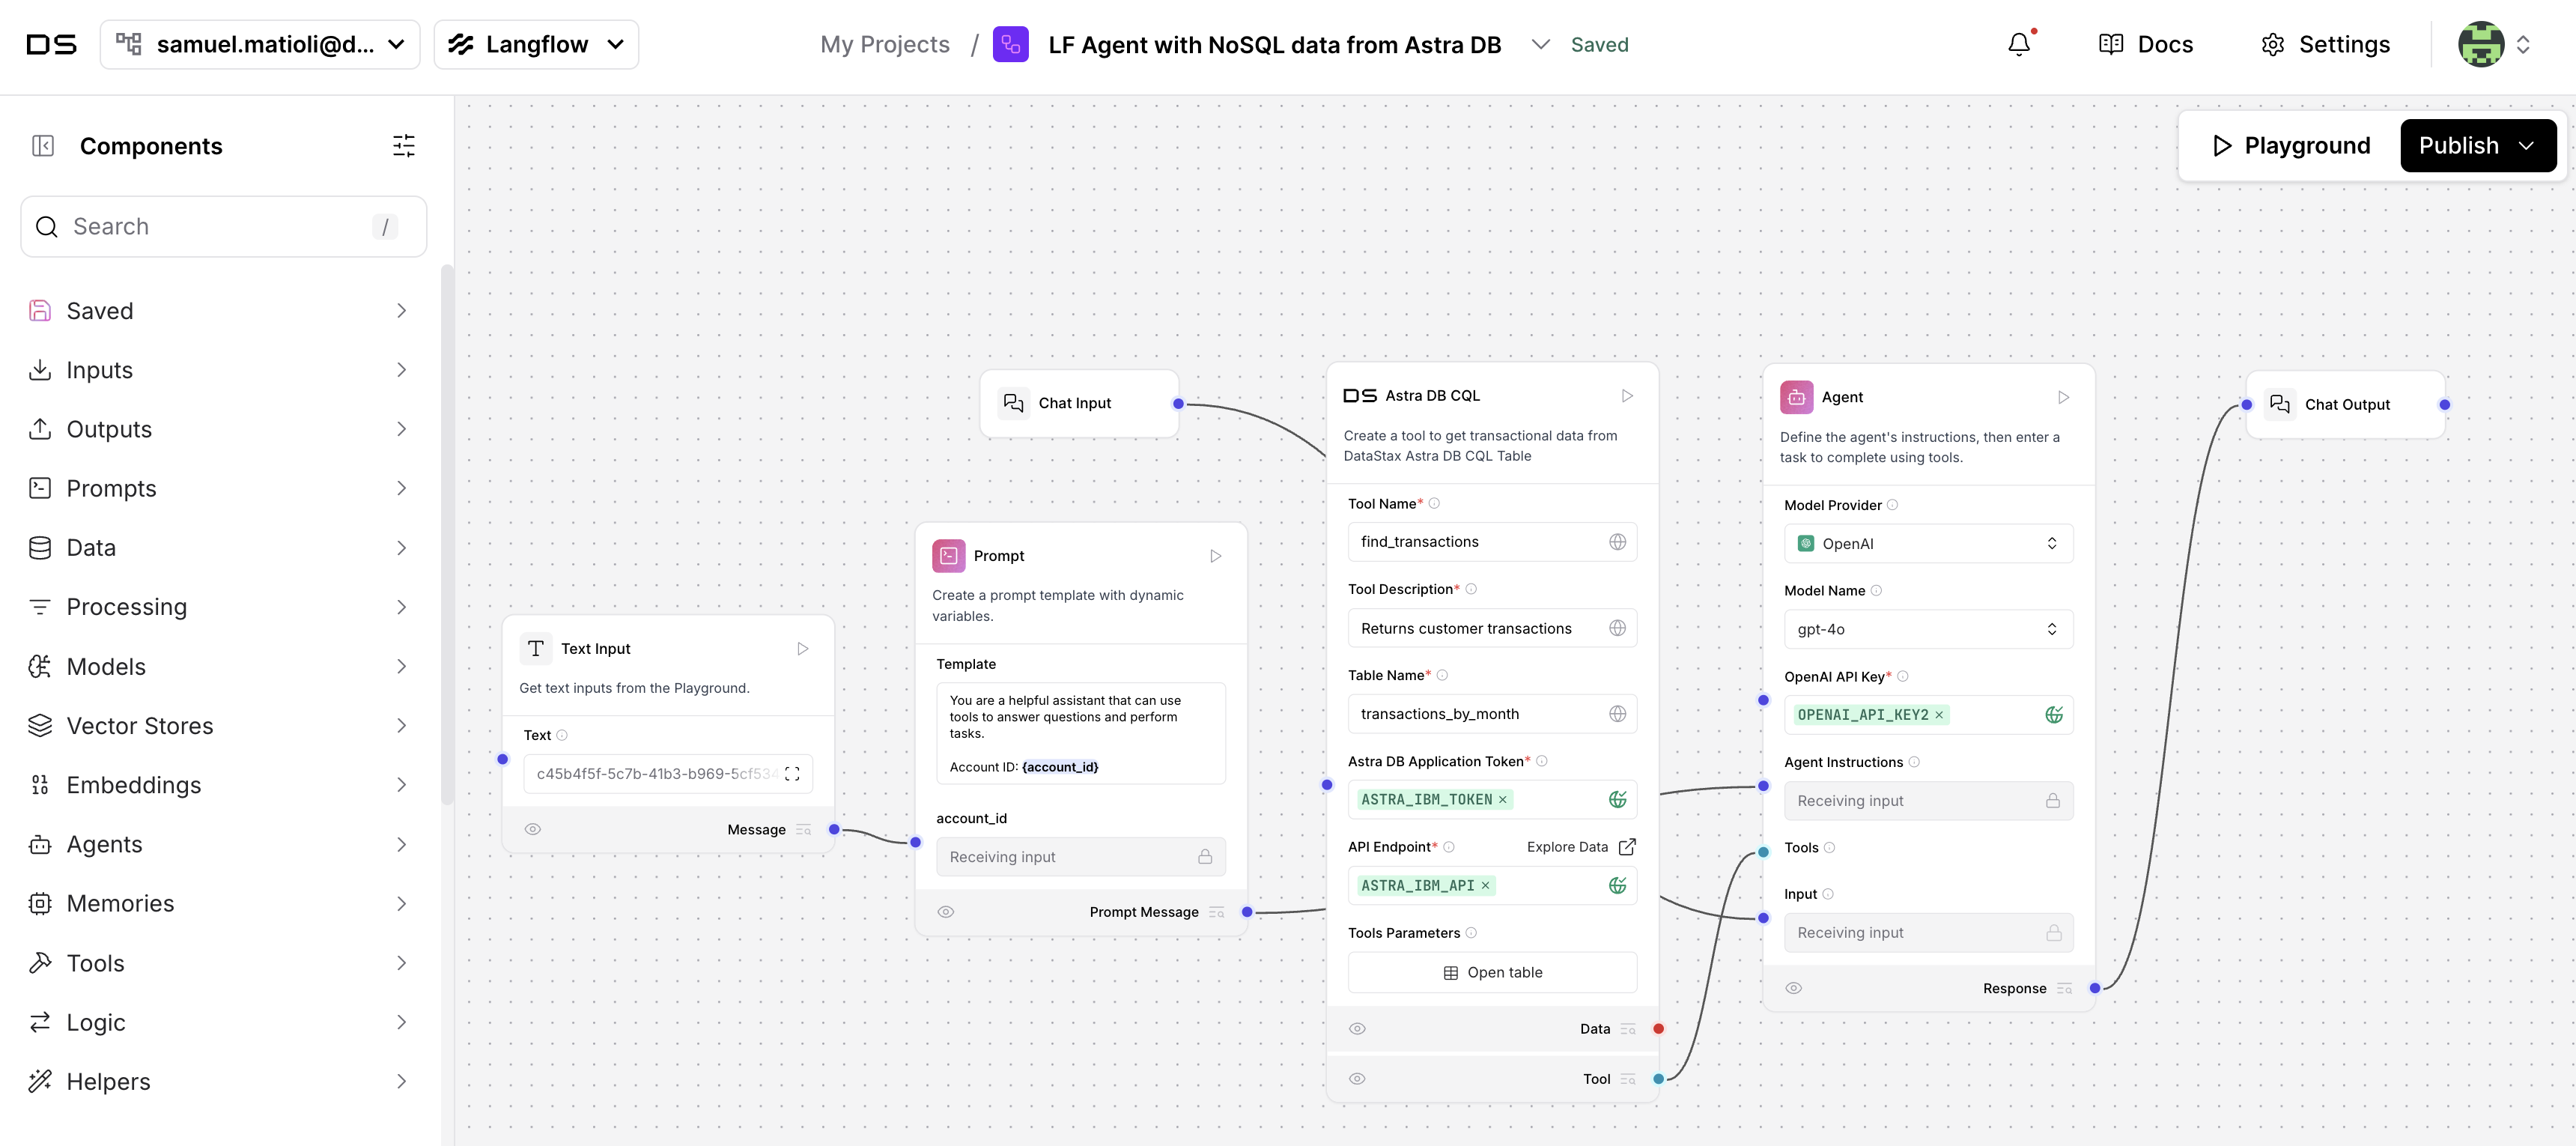 DS
samuel.matioli@d...
Langflow
My Projects / LF Agent with NoSQL data from Astra DB
Saved
Docs
Settings
Components
Search /
Saved
Inputs
Outputs
Prompts
Data
Processing
Models
Vector Stores
Embeddings
Agents
Memories
Tools
Logic
Helpers
Playground
Publish
Text Input
Get text inputs from the Playground.
Text
c45b4f5f-5c7b-41b3-b969-5cf534
Message
Chat Input
Prompt
Create a prompt template with dynamic
variables.
Template
You are a helpful assistant that can use
tools to answer questions and perform
tasks.
Account ID: {account_id}
account_id
Receiving input
Prompt Message
DS Astra DB CQL
Create a tool to get transactional data from
DataStax Astra DB CQL Table
Tool Name*
find_transactions
Tool Description*
Returns customer transactions
Table Name*
transactions_by_month
Astra DB Application Token*
ASTRA_IBM_TOKEN ×
API Endpoint* Explore Data
ASTRA_IBM_API ×
Tools Parameters
Open table
Data
Tool
Agent
Define the agent's instructions, then enter a
task to complete using tools.
Model Provider
OpenAI
Model Name
gpt-4o
OpenAI API Key*
OPENAI_API_KEY2 ×
Agent Instructions
Receiving input
Tools
Input
Receiving input
Response
Chat Output